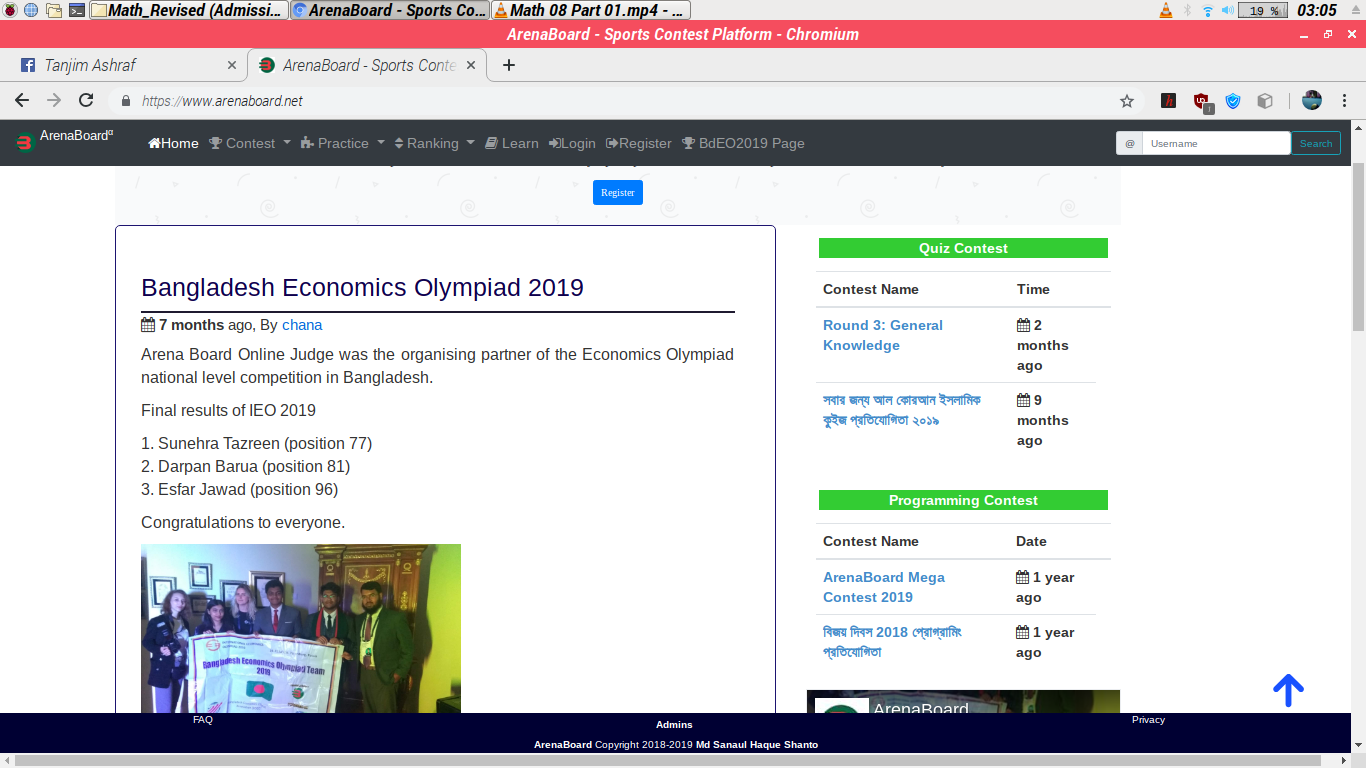 Math_Revised (Admissi...
ArenaBoard - Sports Co...
Math 08 Part 01.mp4 - ...
19 %
03:05
ArenaBoard - Sports Contest Platform - Chromium
Tanjim Ashraf
ArenaBoard - Sports Conte
https://www.arenaboard.net
ArenaBoardα
Home Contest Practice Ranking Learn Login Register BdEO2019 Page
@ Username Search
Register
Bangladesh Economics Olympiad 2019
7 months ago, By chana
Arena Board Online Judge was the organising partner of the Economics Olympiad
national level competition in Bangladesh.
Final results of IEO 2019
1. Sunehra Tazreen (position 77)
2. Darpan Barua (position 81)
3. Esfar Jawad (position 96)
Congratulations to everyone.
Bangladesh Economics Olympiad Team
2019
Quiz Contest
Contest Name Time
Round 3: General
Knowledge
2
months
ago
সবার জন্য আল কোরআন ইসলামিক
কুইজ প্রতিযোগিতা ২০১৯
9
months
ago
Programming Contest
Contest Name Date
ArenaBoard Mega
Contest 2019
1 year
ago
বিজয় দিবস 2018 প্রোগ্রামিং
প্রতিযোগিতা
1 year
ago
ArenaBoard
FAQ
Admins
Privacy
ArenaBoard Copyright 2018-2019 Md Sanaul Haque Shanto